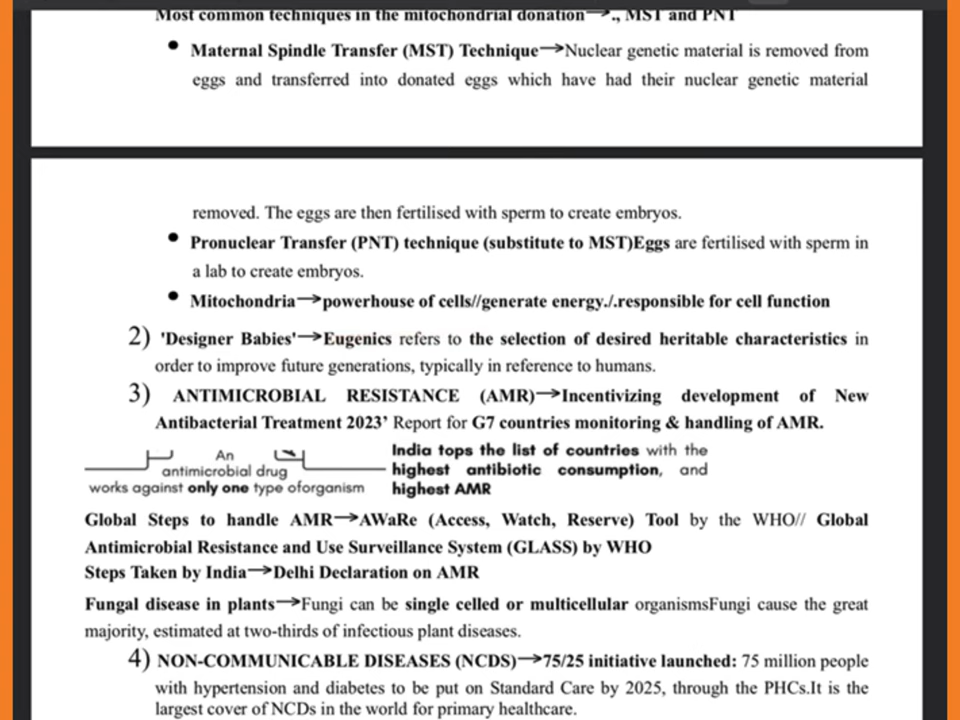 Most common techniques in the mitochondrial donation→., MST and PNT
• Maternal Spindle Transfer (MST) Technique→Nuclear genetic material is removed from
eggs and transferred into donated eggs which have had their nuclear genetic material
removed. The eggs are then fertilised with sperm to create embryos.
• Pronuclear Transfer (PNT) technique (substitute to MST)Eggs are fertilised with sperm in
a lab to create embryos.
• Mitochondria→powerhouse of cells//generate energy./.responsible for cell function
2) 'Designer Babies'→Eugenics refers to the selection of desired heritable characteristics in
order to improve future generations, typically in reference to humans.
3) ANTIMICROBIAL RESISTANCE (AMR)→Incentivizing development of New
Antibacterial Treatment 2023’ Report for G7 countries monitoring & handling of AMR.
An
antimicrobial drug
works against only one type oforganism
India tops the list of countries with the
highest antibiotic consumption, and
highest AMR
Global Steps to handle AMR→AWaRe (Access, Watch, Reserve) Tool by the WHO// Global
Antimicrobial Resistance and Use Surveillance System (GLASS) by WHO
Steps Taken by India→Delhi Declaration on AMR
Fungal disease in plants→Fungi can be single celled or multicellular organismsFungi cause the great
majority, estimated at two-thirds of infectious plant diseases.
4) NON-COMMUNICABLE DISEASES (NCDS)→75/25 initiative launched: 75 million people
with hypertension and diabetes to be put on Standard Care by 2025, through the PHCs.It is the
largest cover of NCDs in the world for primary healthcare.